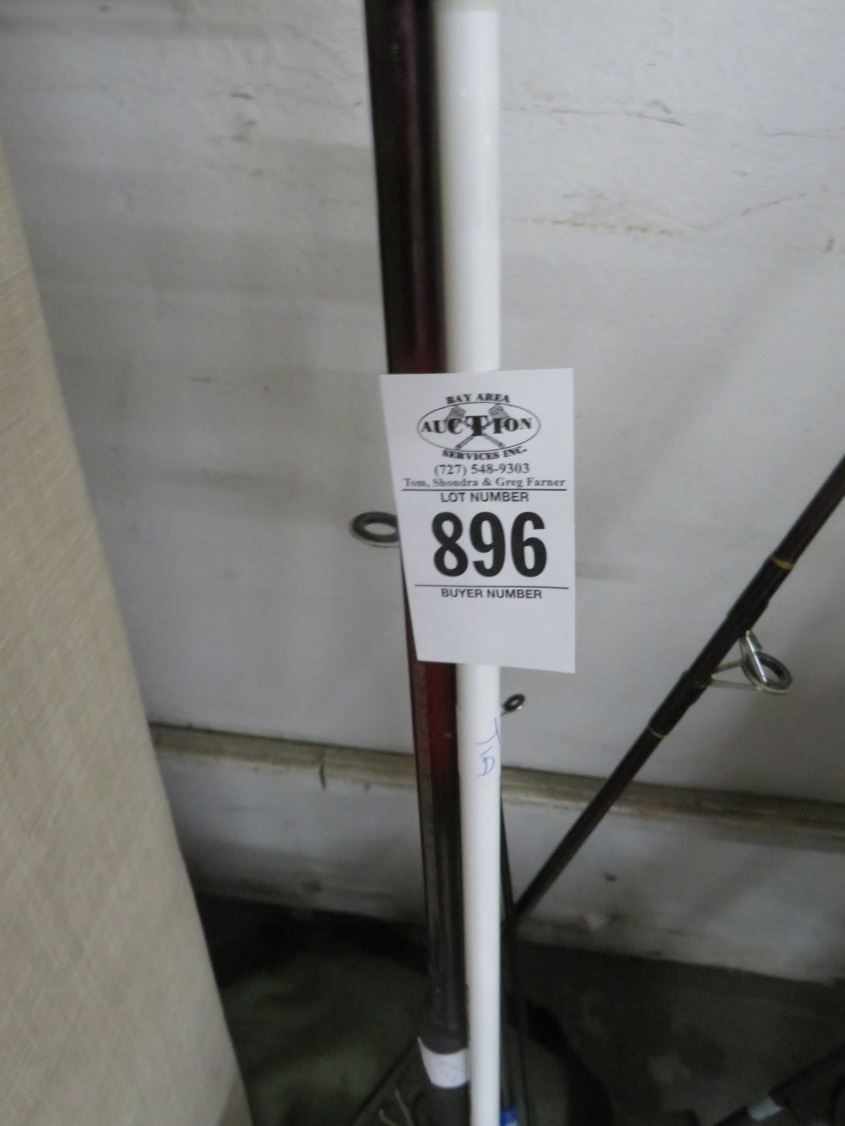 BAY AREA
AUCTION
SERVICES INC.
(727) 548-9303
Tom, Shondra & Greg Farner
LOT NUMBER
896
BUYER NUMBER